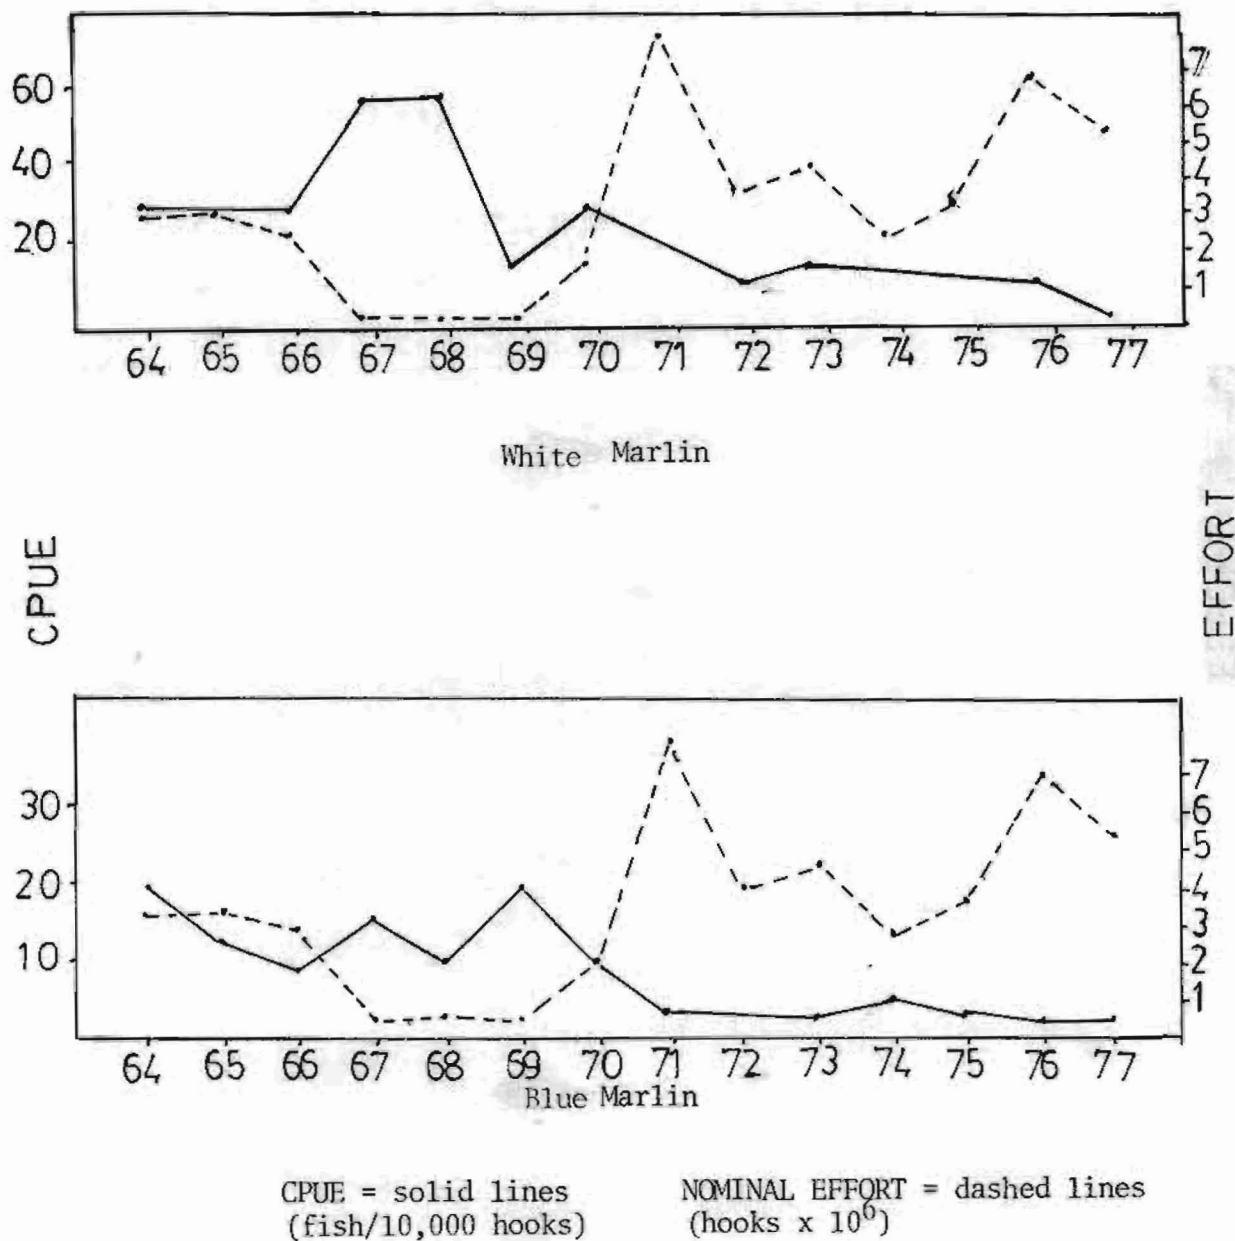 60
40
20
7
6
5
4
3
2
1
64 65 66 67 68 69 70 71 72 73 74 75 76 77
White Marlin
CPUE
EFFORT
30
20
10
7
6
5
4
3
2
1
64 65 66 67 68 69 70 71 72 73 74 75 76 77
Blue Marlin
CPUE = solid lines
(fish/10,000 hooks)
NOMINAL EFFORT = dashed lines
(hooks x 10⁶)